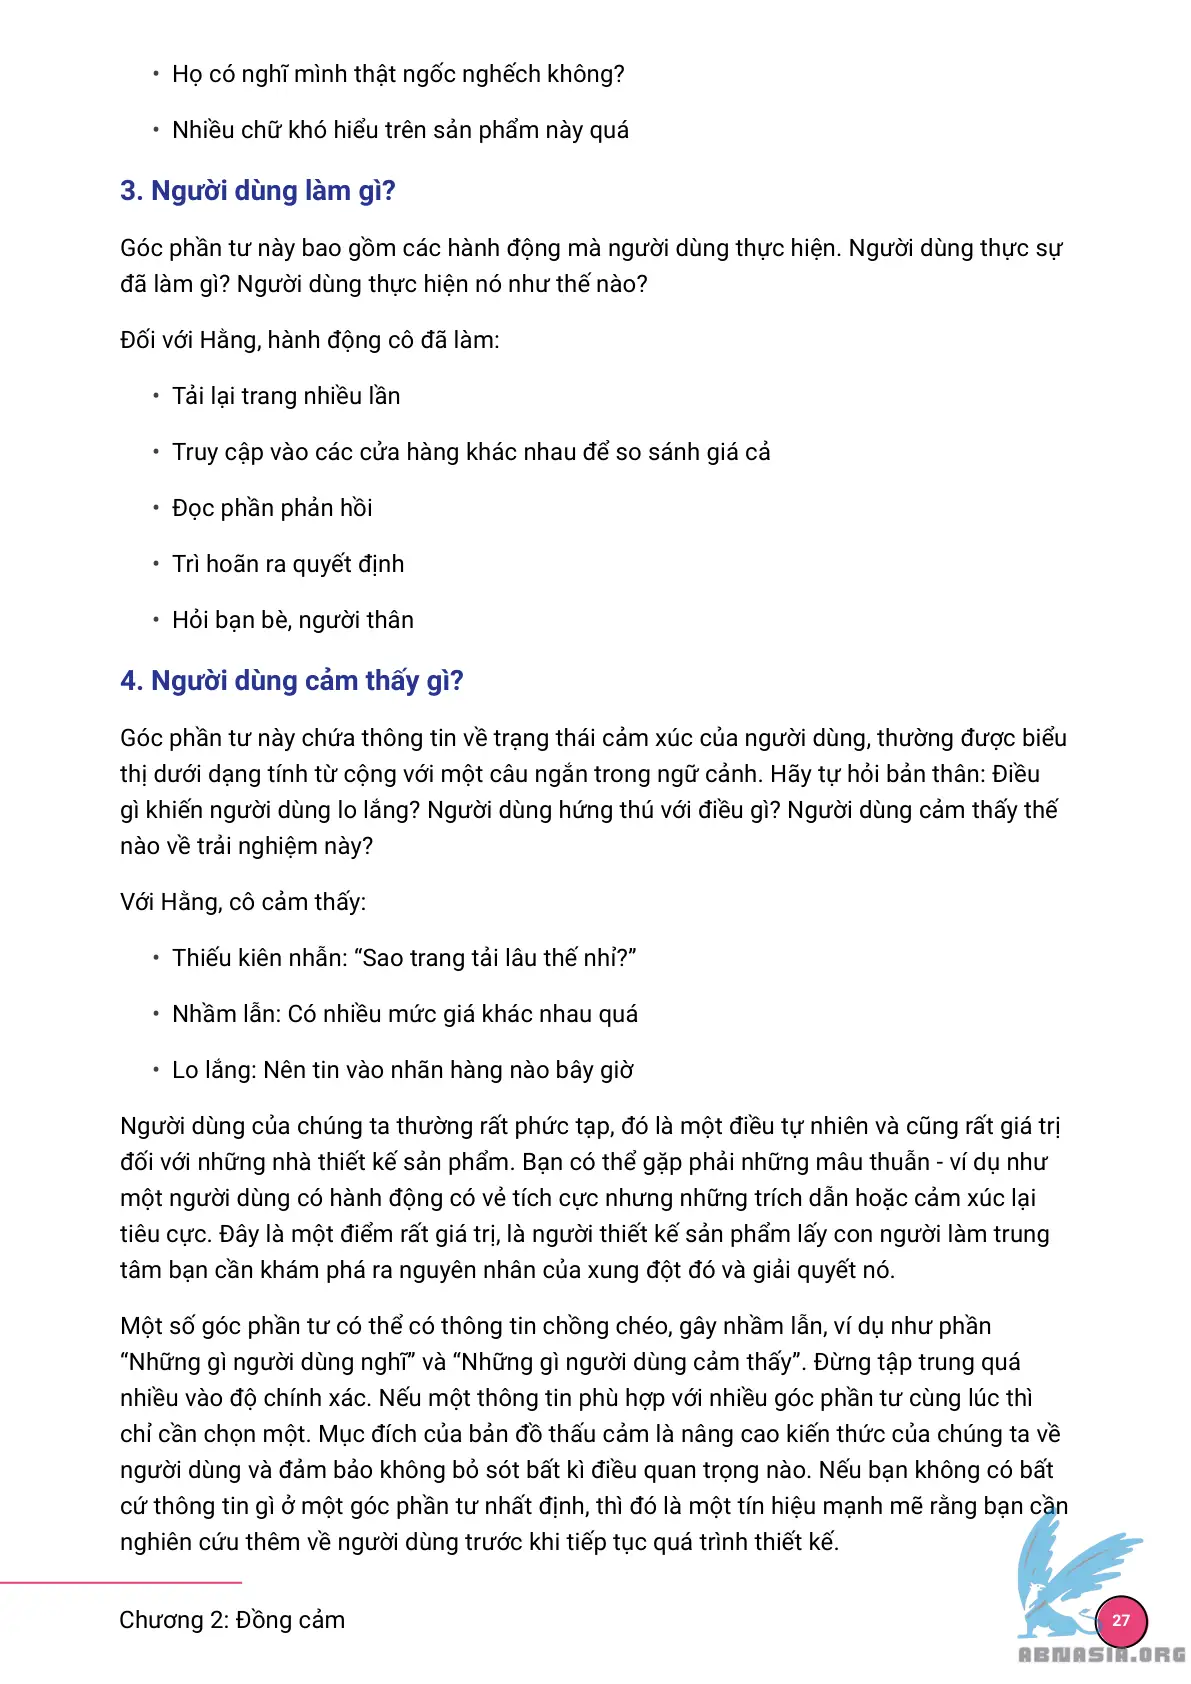 • Họ có nghĩ mình thật ngốc nghếch không?
• Nhiều chữ khó hiểu trên sản phẩm này quá
3. Người dùng làm gì?
Góc phần tư này bao gồm các hành động mà người dùng thực hiện. Người dùng thực sự
đã làm gì? Người dùng thực hiện nó như thế nào?
Đối với Hằng, hành động cô đã làm:
• Tải lại trang nhiều lần
• Truy cập vào các cửa hàng khác nhau để so sánh giá cả
• Đọc phần phản hồi
• Trì hoãn ra quyết định
• Hỏi bạn bè, người thân
4. Người dùng cảm thấy gì?
Góc phần tư này chứa thông tin về trạng thái cảm xúc của người dùng, thường được biểu
thị dưới dạng tính từ cộng với một câu ngắn trong ngữ cảnh. Hãy tự hỏi bản thân: Điều
gì khiến người dùng lo lắng? Người dùng hứng thú với điều gì? Người dùng cảm thấy thế
nào về trải nghiệm này?
Với Hằng, cô cảm thấy:
• Thiếu kiên nhẫn: “Sao trang tải lâu thế nhỉ?”
• Nhầm lẫn: Có nhiều mức giá khác nhau quá
• Lo lắng: Nên tin vào nhãn hàng nào bây giờ
Người dùng của chúng ta thường rất phức tạp, đó là một điều tự nhiên và cũng rất giá trị
đối với những nhà thiết kế sản phẩm. Bạn có thể gặp phải những mâu thuẫn - ví dụ như
một người dùng có hành động có vẻ tích cực nhưng những trích dẫn hoặc cảm xúc lại
tiêu cực. Đây là một điểm rất giá trị, là người thiết kế sản phẩm lấy con người làm trung
tâm bạn cần khám phá ra nguyên nhân của xung đột đó và giải quyết nó.
Một số góc phần tư có thể có thông tin chồng chéo, gây nhầm lẫn, ví dụ như phần
“Những gì người dùng nghĩ” và “Những gì người dùng cảm thấy”. Đừng tập trung quá
nhiều vào độ chính xác. Nếu một thông tin phù hợp với nhiều góc phần tư cùng lúc thì
chỉ cần chọn một. Mục đích của bản đồ thấu cảm là nâng cao kiến thức của chúng ta về
người dùng và đảm bảo không bỏ sót bất kì điều quan trọng nào. Nếu bạn không có bất
cứ thông tin gì ở một góc phần tư nhất định, thì đó là một tín hiệu mạnh mẽ rằng bạn cần
nghiên cứu thêm về người dùng trước khi tiếp tục quá trình thiết kế.
Chương 2: Đồng cảm
27
ABNASIA.ORG